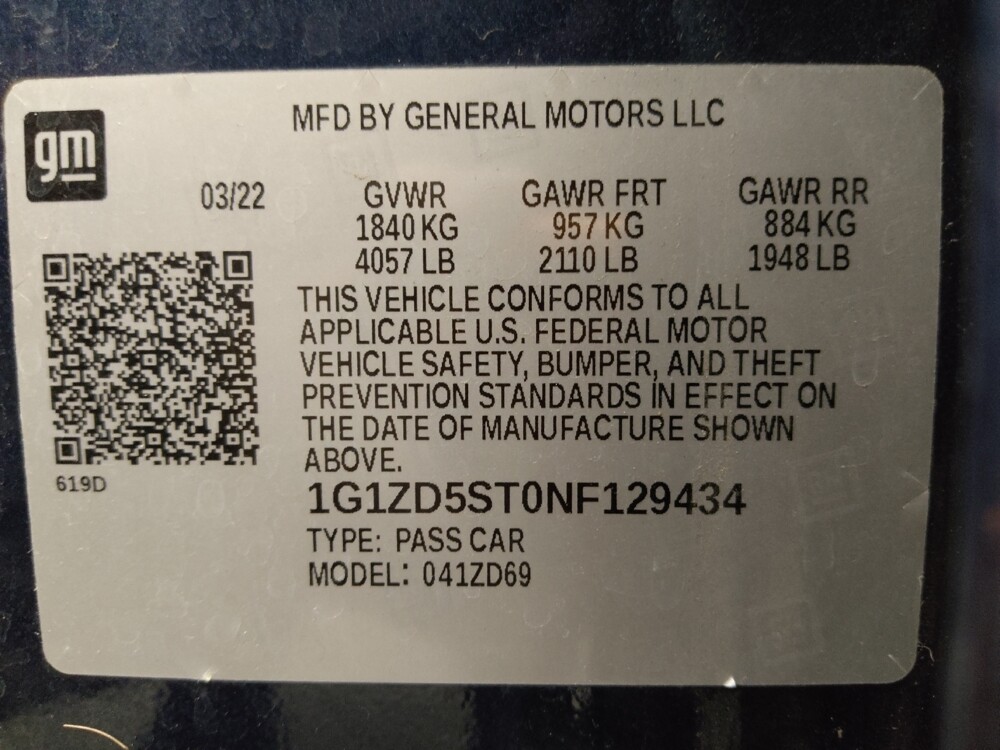 gm
MFD BY GENERAL MOTORS LLC
03/22 GVWR GAWR FRT GAWR RR
1840 KG 957 KG 884 KG
4057 LB 2110 LB 1948 LB
THIS VEHICLE CONFORMS TO ALL
APPLICABLE U.S. FEDERAL MOTOR
VEHICLE SAFETY, BUMPER, AND THEFT
PREVENTION STANDARDS IN EFFECT ON
THE DATE OF MANUFACTURE SHOWN
ABOVE.
619D
1G1ZD5ST0NF129434
TYPE: PASS CAR
MODEL: 041ZD69